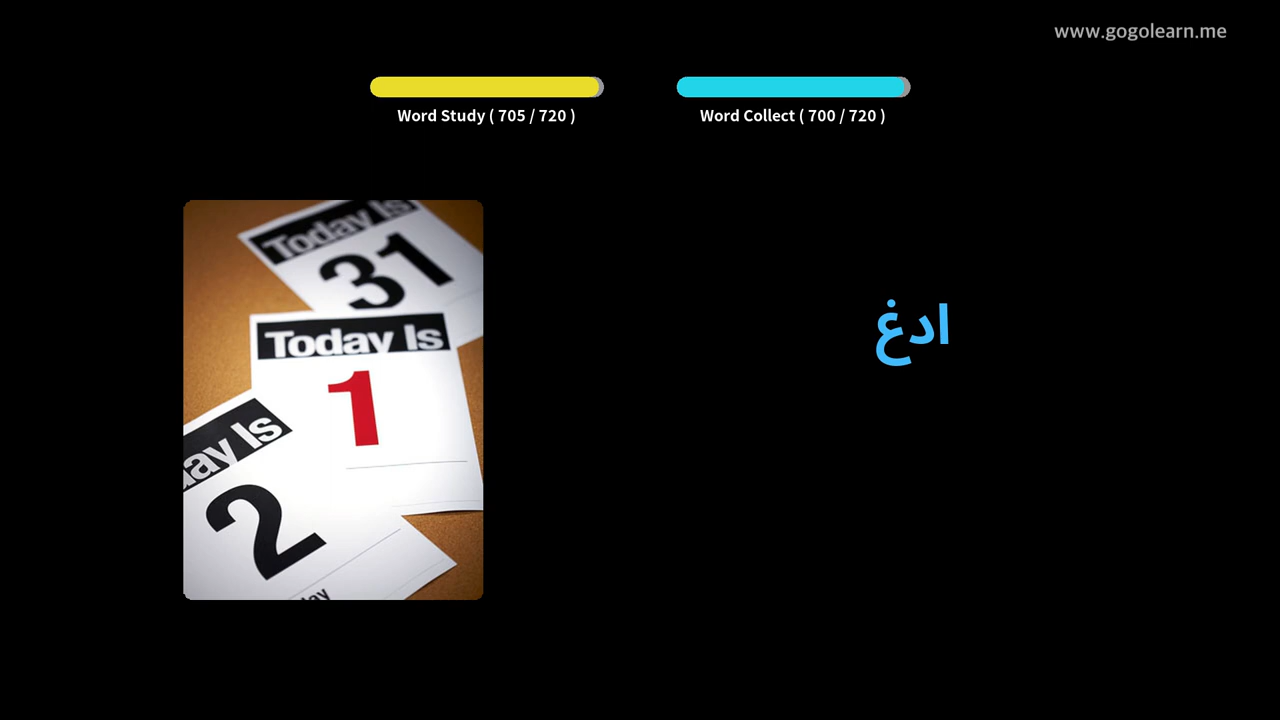 www.gogolearn.me
Word Study ( 705 / 720 )
Word Collect ( 700 / 720 )
Today Is
31
Today Is
1
ay Is
2
ادغ